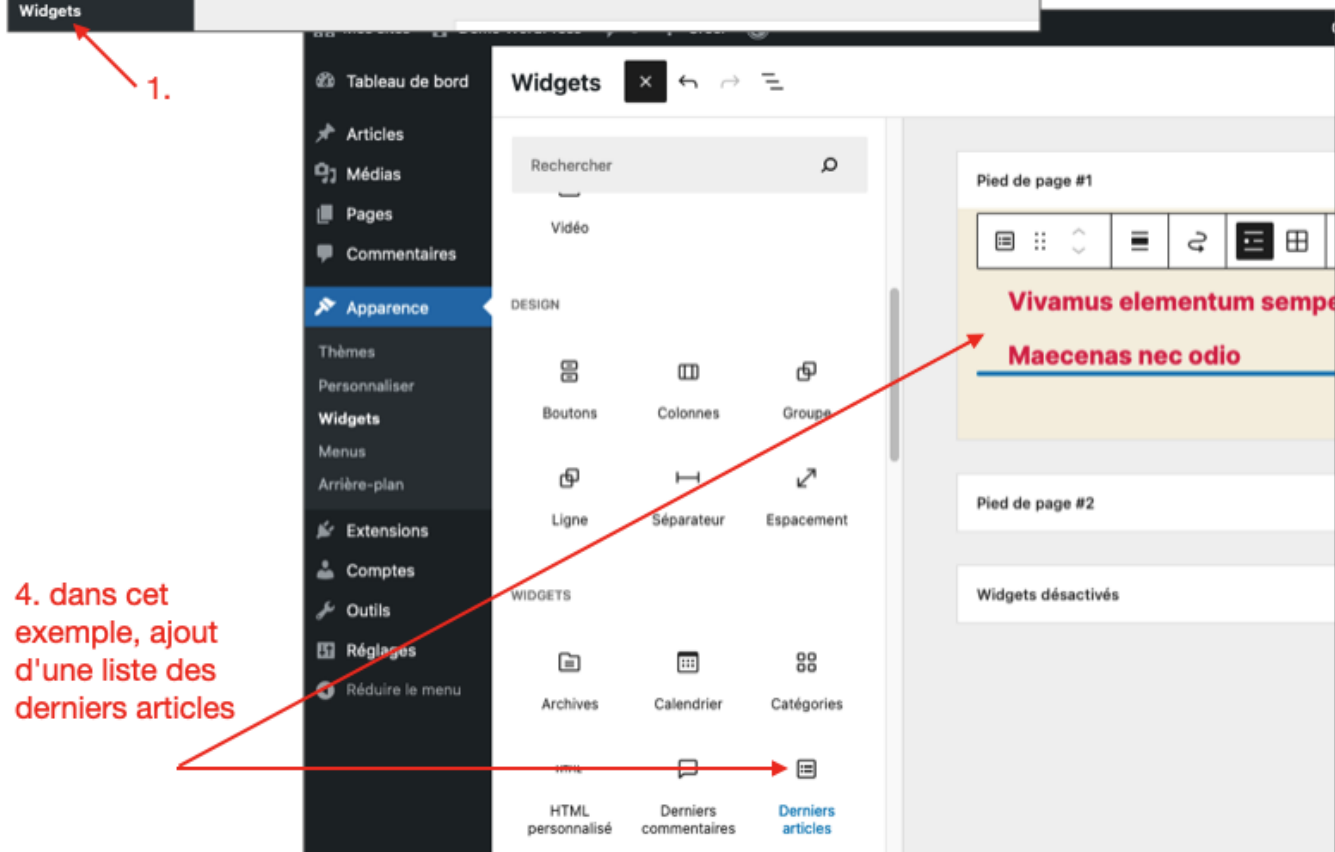 Widgets
1.
Tableau de bord
Articles
Médias
Pages
Commentaires
Apparence
Thèmes
Personnaliser
Widgets
Menus
Arrière-plan
Extensions
Comptes
Outils
Réglages
Réduire le menu
4. dans cet
exemple, ajout
d'une liste des
derniers articles
Widgets
Rechercher
Vidéo
DESIGN
Boutons Colonnes Groupe
Ligne Séparateur Espacement
WIDGETS
Archives Calendrier Catégories
HTML
HTML Derniers Derniers
personnalisé commentaires articles
Pied de page #1
Vivamus elementum sempe
Maecenas nec odio
Pied de page #2
Widgets désactivés